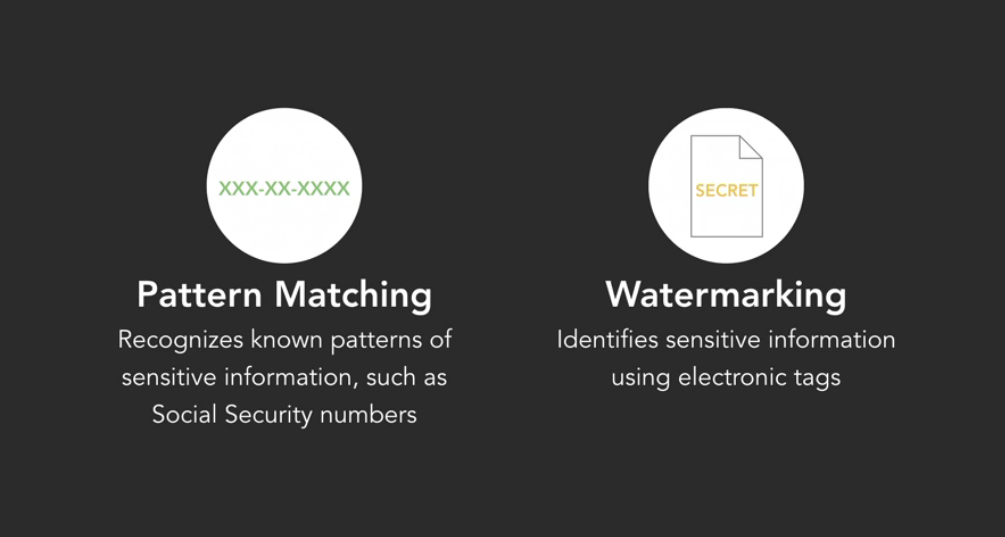 XXX-XX-XXXX
Pattern Matching
Recognizes known patterns of
sensitive information, such as
Social Security numbers
SECRET
Watermarking
Identifies sensitive information
using electronic tags